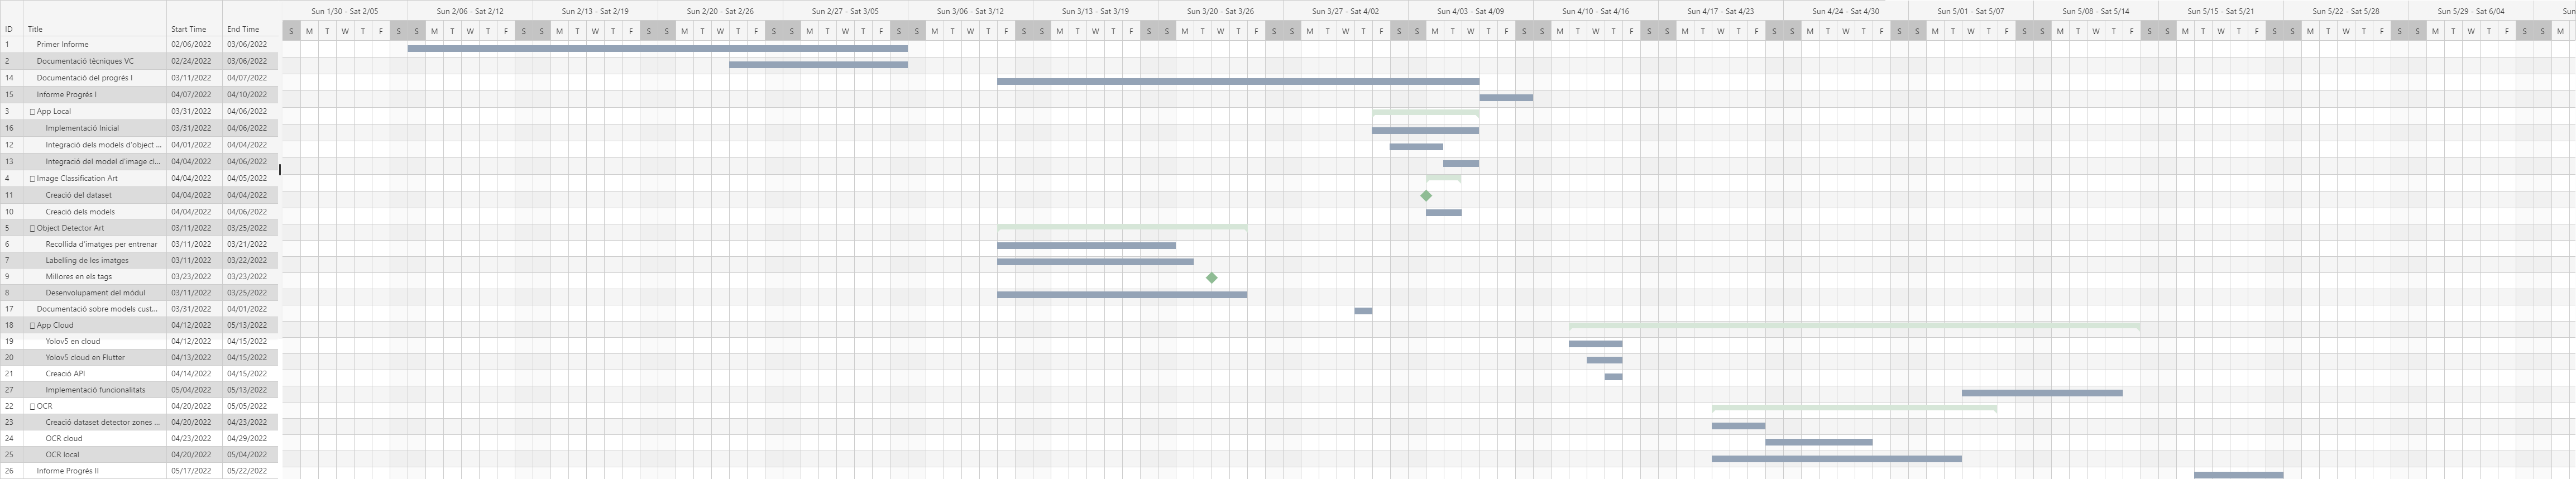 Sun 1/30 - Sat 2/05 Sun 2/06 - Sat 2/12 Sun 2/13 - Sat 2/19 Sun 2/20 - Sat 2/26 Sun 2/27 - Sat 3/05 Sun 3/06 - Sat 3/12 Sun 3/13 - Sat 3/19 Sun 3/20 - Sat 3/26 Sun 3/27 - Sat 4/02 Sun 4/03 - Sat 4/09 Sun 4/10 - Sat 4/16 Sun 4/17 - Sat 4/23 Sun 4/24 - Sat 4/30 Sun 5/01 - Sat 5/07 Sun 5/08 - Sat 5/14 Sun 5/15 - Sat 5/21 Sun 5/22 - Sat 5/28 Sun 5/29 - Sat 6/04 Sun
ID Title Start Time End Time S M T W T F S S M T W T F S S M T W T F S S M T W T F S S M T W T F S S M T W T F S S M T W T F S S M T W T F S S M T W T F S S M T W T F S S M T W T F S S M T W T F S S M T W T F S S M T W T F S S M T W T F S S M T W T F S S M T W T F S S M T W T F S S M
1 Primer Informe 02/06/2022 03/06/2022
2 Documentació tècniques VC 02/24/2022 03/06/2022
14 Documentació del progrés I 03/11/2022 04/07/2022
15 Informe Progrés I 04/07/2022 04/10/2022
3 App Local 03/31/2022 04/06/2022
16 Implementació Inicial 03/31/2022 04/06/2022
12 Integració dels models d'object ... 04/01/2022 04/04/2022
13 Integració del model d'image cl... 04/04/2022 04/06/2022
4 Image Classification Art 04/04/2022 04/05/2022
11 Creació del dataset 04/04/2022 04/04/2022
10 Creació dels models 04/04/2022 04/06/2022
5 Object Detector Art 03/11/2022 03/25/2022
6 Recollida d'imatges per entrenar 03/11/2022 03/21/2022
7 Labelling de les imatges 03/11/2022 03/22/2022
9 Millores en els tags 03/23/2022 03/23/2022
8 Desenvolupament del módul 03/11/2022 03/25/2022
17 Documentació sobre models cust... 03/31/2022 04/01/2022
18 App Cloud 04/12/2022 05/13/2022
19 Yolov5 en cloud 04/12/2022 04/15/2022
20 Yolov5 cloud en Flutter 04/13/2022 04/15/2022
21 Creació API 04/14/2022 04/15/2022
27 Implementació funcionalitats 05/04/2022 05/13/2022
22 OCR 04/20/2022 05/05/2022
23 Creació dataset detector zones ... 04/20/2022 04/23/2022
24 OCR cloud 04/23/2022 04/29/2022
25 OCR local 04/20/2022 05/04/2022
26 Informe Progrés II 05/17/2022 05/22/2022